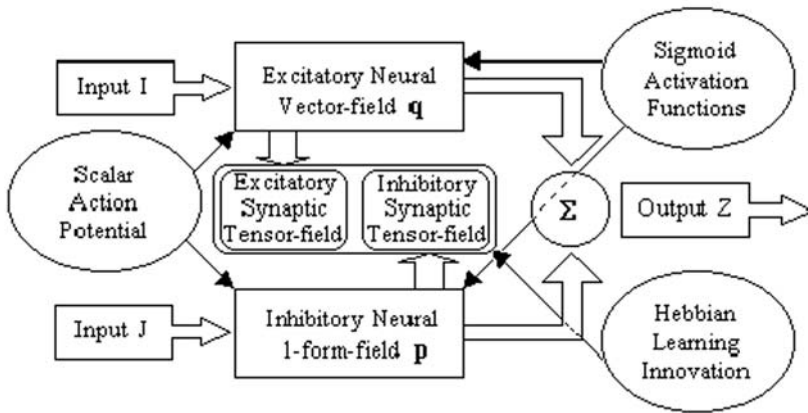 Input I
Excitatory Neural
Vector-field q
Sigmoid
Activation
Functions
Scalar
Action
Potential
Excitatory
Synaptic
Tensor-field
Inhibitory
Synaptic
Tensor-field
Σ
Output Z
Input J
Inhibitory Neural
1-form-field p
Hebbian
Learning
Innovation